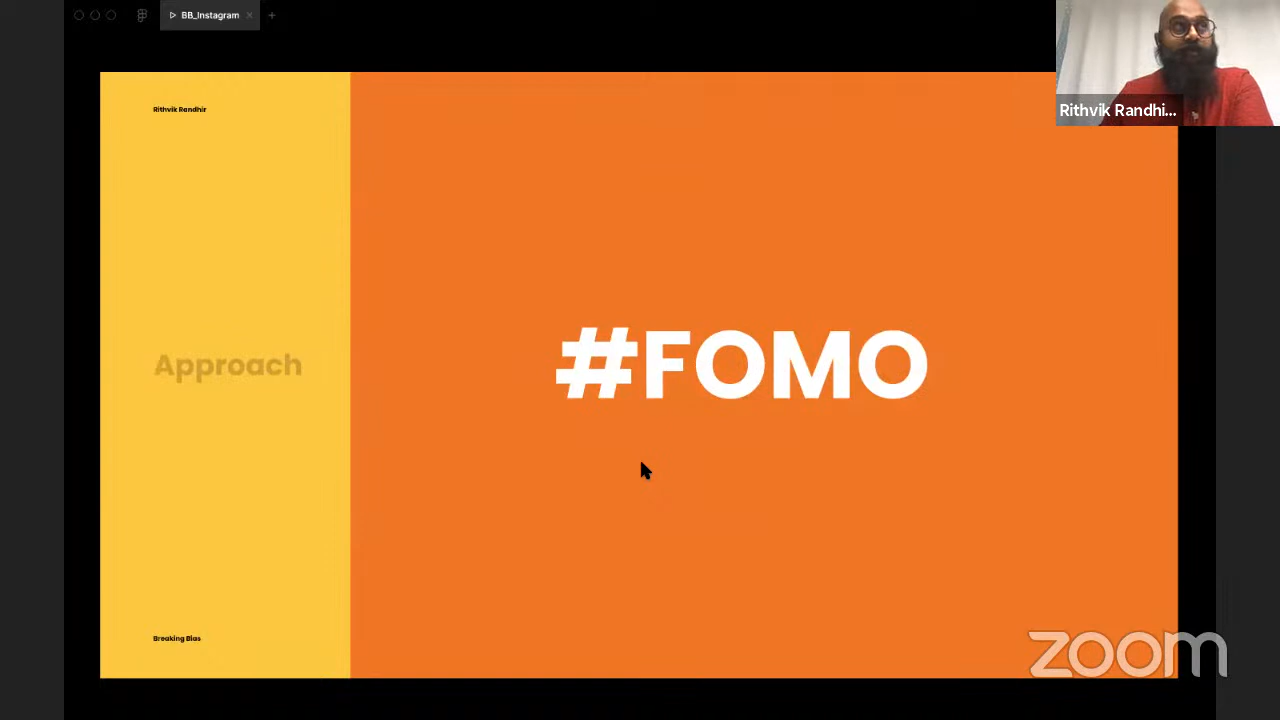 BB_Instagram
Rithvik Randhir
Rithvik Randhi...
Approach
#FOMO
Breaking Bias
zoom